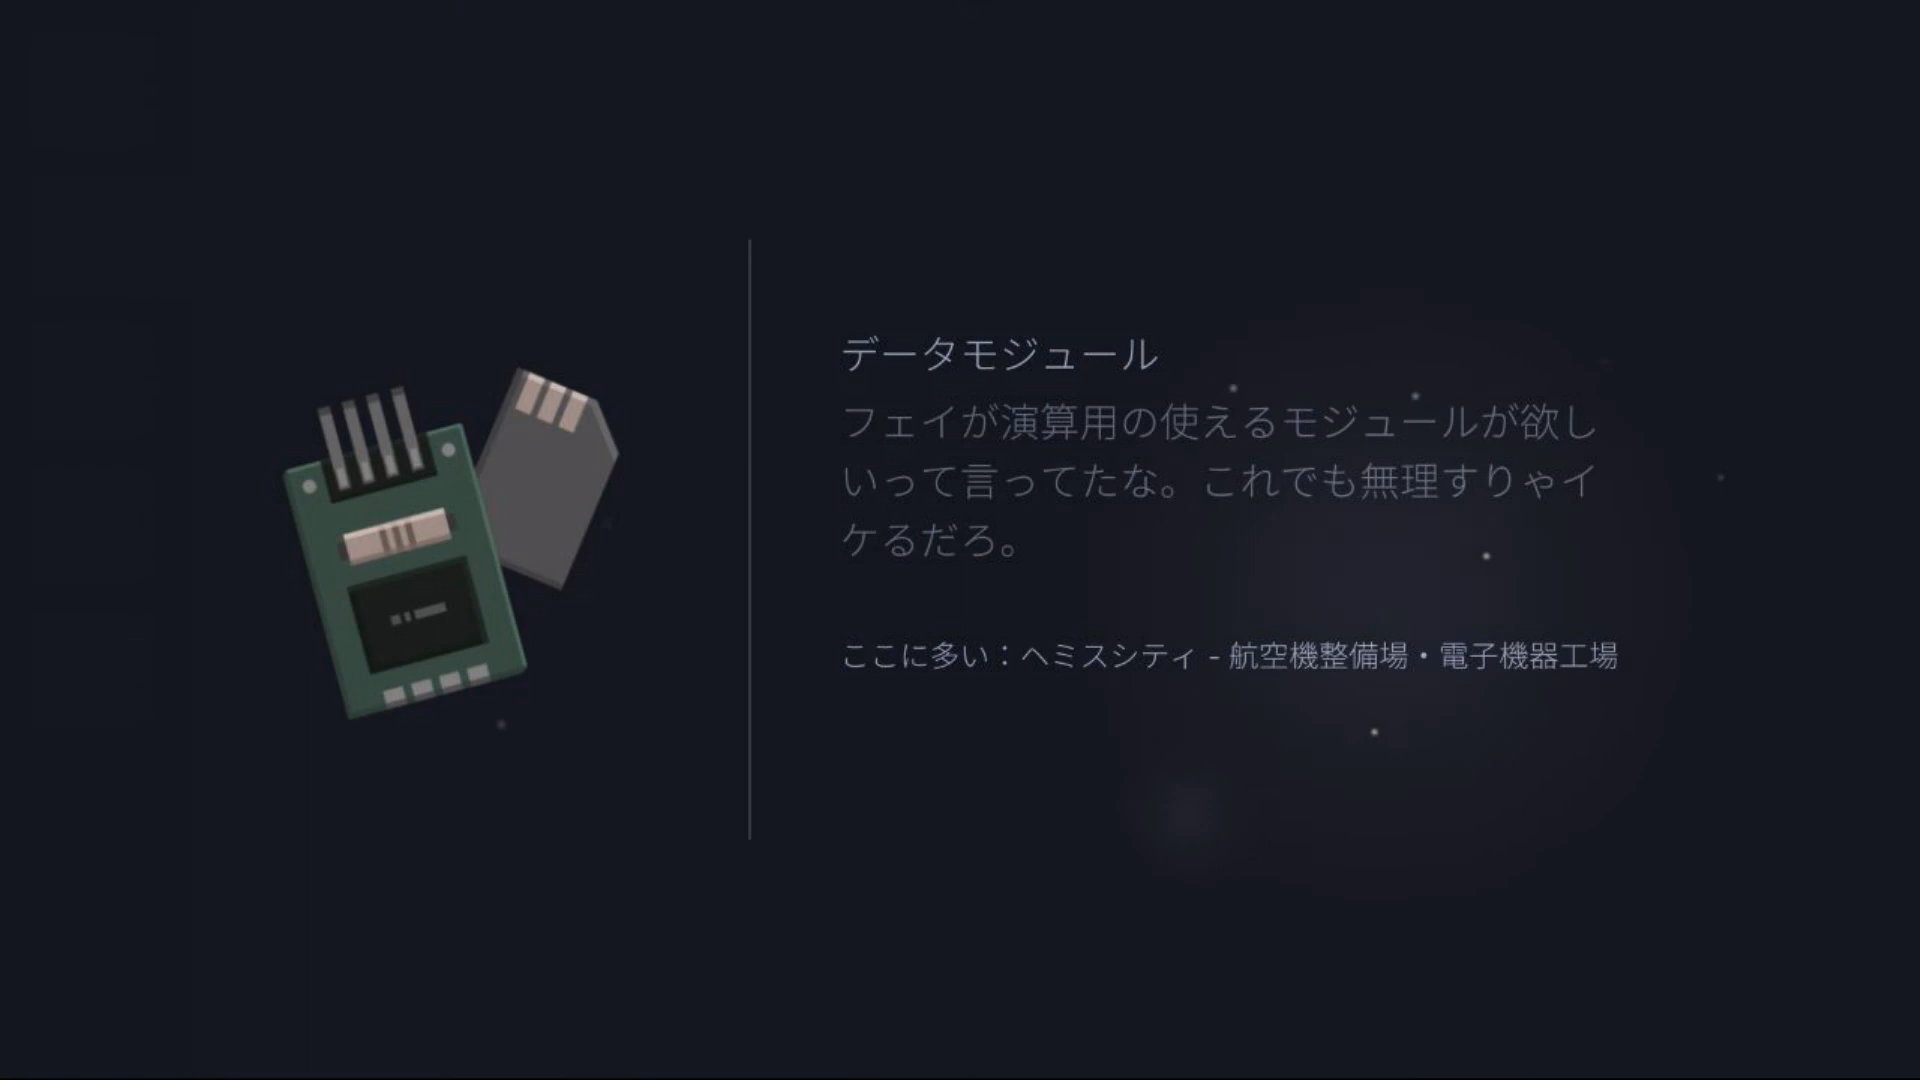 データモジュール
フェイが演算用の使えるモジュールが欲し
いって言ってたな。これでも無理すりゃイ
ケるだろ。
ここに多い：ヘミスシティ - 航空機整備場・電子機器工場